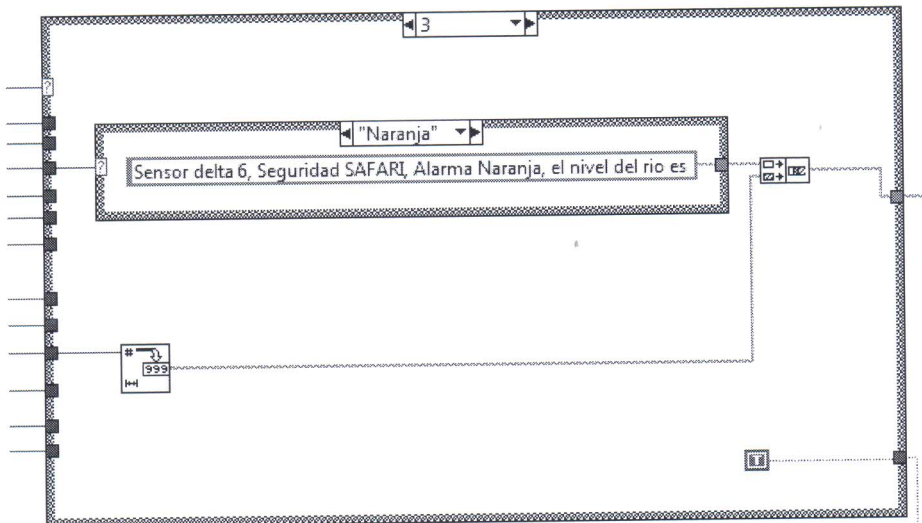 3
"Naranja"
?
?
Sensor delta 6, Seguridad SAFARI, Alarma Naranja, el nivel del rio es
#
999
T